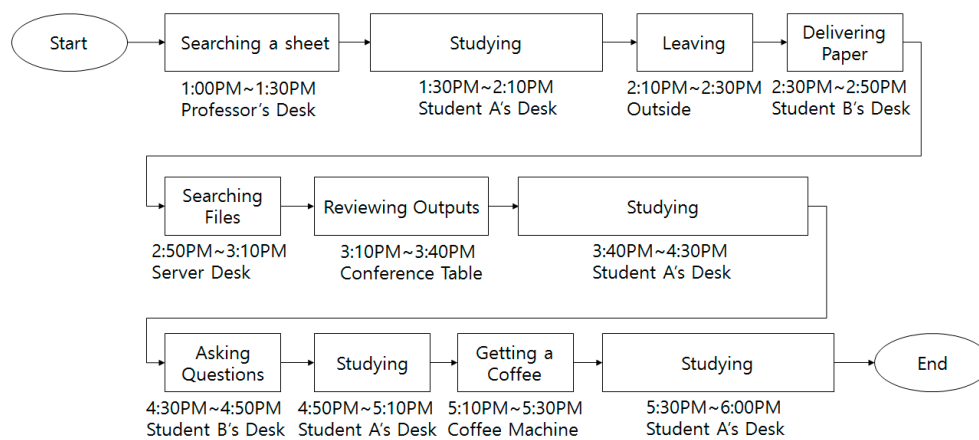 Start
Searching a sheet
Studying
Leaving
Delivering
Paper
1:00PM~1:30PM
Professor's Desk
1:30PM~2:10PM
Student A's Desk
2:10PM~2:30PM
Outside
2:30PM~2:50PM
Student B's Desk
Searching
Files
Reviewing Outputs
Studying
2:50PM~3:10PM
Server Desk
3:10PM~3:40PM
Conference Table
3:40PM~4:30PM
Student A's Desk
Asking
Questions
Studying
Getting a
Coffee
Studying
End
4:30PM~4:50PM
Student B's Desk
4:50PM~5:10PM
Student A's Desk
5:10PM~5:30PM
Coffee Machine
5:30PM~6:00PM
Student A's Desk